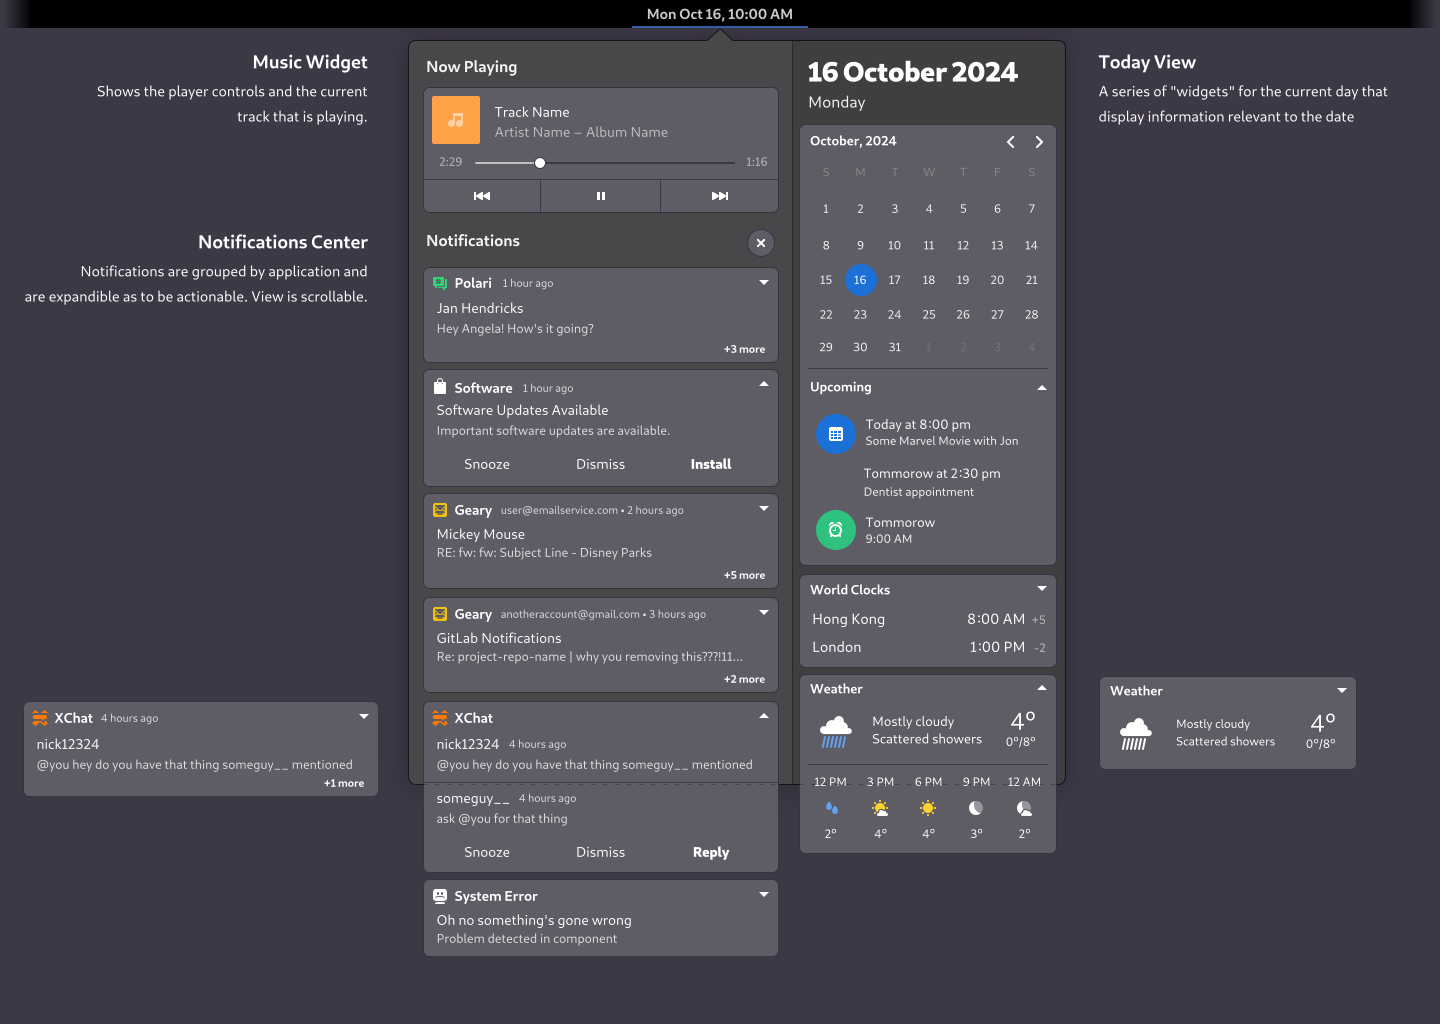 Mon Oct 16, 10:00 AM
Music Widget
Shows the player controls and the current
track that is playing.
Notifications Center
Notifications are grouped by application and
are expandible as to be actionable. View is scrollable.
XChat 4 hours ago
nick12324
@you hey do you have that thing someguy__ mentioned
+1 more
Now Playing
Track Name
Artist Name – Album Name
2:29 1:16
Notifications
Polari 1 hour ago
Jan Hendricks
Hey Angela! How's it going?
+3 more
Software 1 hour ago
Software Updates Available
Important software updates are available.
Snooze Dismiss Install
Geary user@emailservice.com • 2 hours ago
Mickey Mouse
RE: fw: fw: Subject Line - Disney Parks
+5 more
Geary anotheraccount@gmail.com • 3 hours ago
GitLab Notifications
Re: project-repo-name | why you removing this???!11...
+2 more
XChat
nick12324 4 hours ago
@you hey do you have that thing someguy__ mentioned
someguy__ 4 hours ago
ask @you for that thing
Snooze Dismiss Reply
System Error
Oh no something's gone wrong
Problem detected in component
16 October 2024
Monday
October, 2024
S M T W T F S
1 2 3 4 5 6 7
8 9 10 11 12 13 14
15 16 17 18 19 20 21
22 23 24 25 26 27 28
29 30 31 1 2 3 4
Upcoming
Today at 8:00 pm
Some Marvel Movie with Jon
Tommorow at 2:30 pm
Dentist appointment
Tommorow
9:00 AM
World Clocks
Hong Kong 8:00 AM +5
London 1:00 PM -2
Weather
Mostly cloudy 4°
Scattered showers 0°/8°
12 PM 3 PM 6 PM 9 PM 12 AM
2° 4° 4° 3° 2°
Today View
A series of "widgets" for the current day that
display information relevant to the date
Weather
Mostly cloudy 4°
Scattered showers 0°/8°